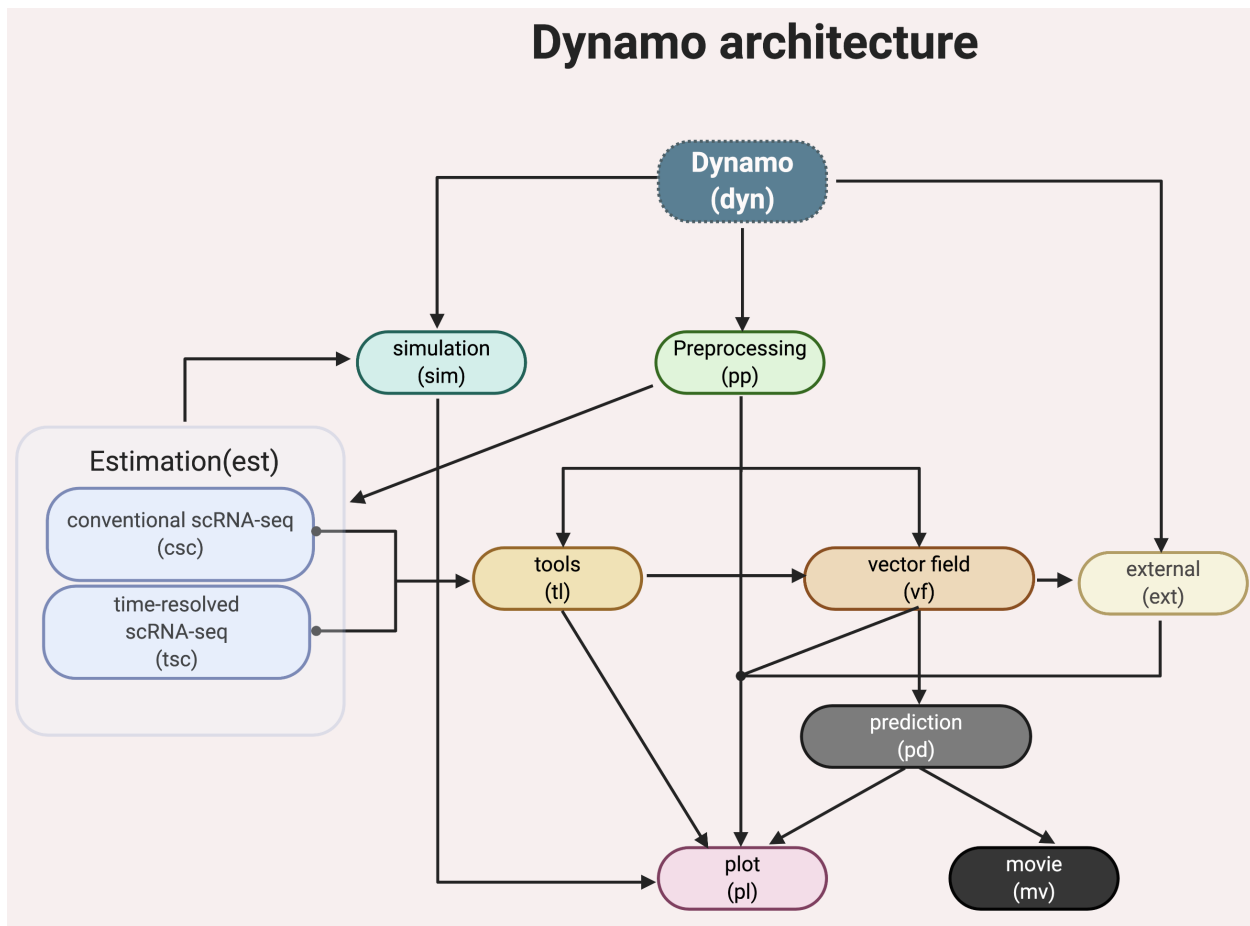 Dynamo architecture
Dynamo
(dyn)
simulation
(sim)
Preprocessing
(pp)
Estimation(est)
conventional scRNA-seq
(csc)
time-resolved
scRNA-seq
(tsc)
tools
(tl)
vector field
(vf)
external
(ext)
prediction
(pd)
plot
(pl)
movie
(mv)